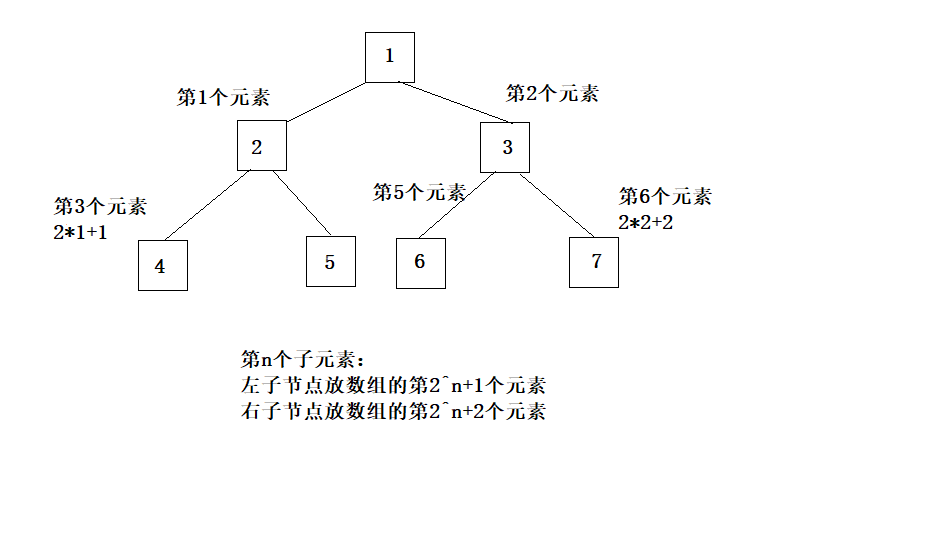 1
第1个元素
第2个元素
2
3
第3个元素
2*1+1
第5个元素
第6个元素
2*2+2
4
5
6
7
第n个子元素：
左子节点放数组的第2^n+1个元素
右子节点放数组的第2^n+2个元素